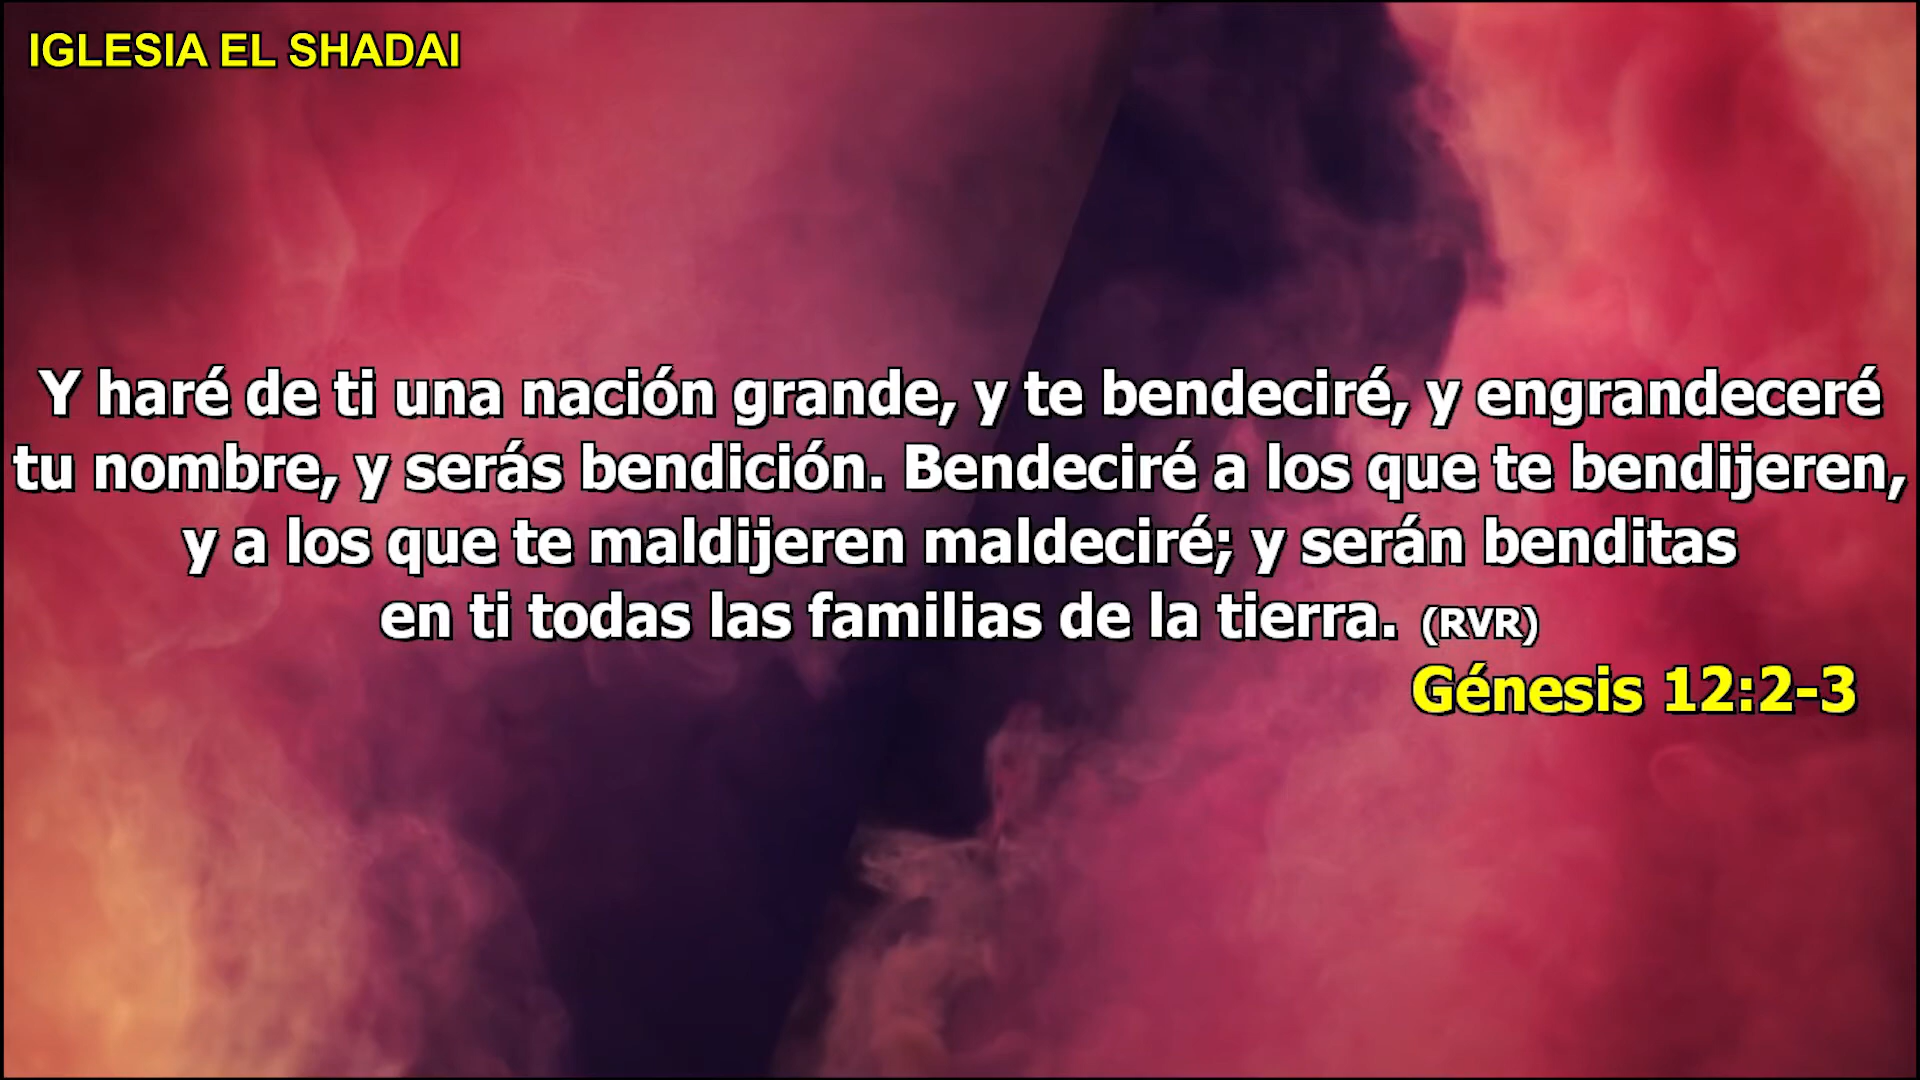 IGLESIA EL SHADAI
Y haré de ti una nación grande, y te bendeciré, y engrandeceré
tu nombre, y serás bendición. Bendeciré a los que te bendijeren,
y a los que te maldijeren maldeciré; y serán benditas
en ti todas las familias de la tierra. (RVR)
Génesis 12:2-3